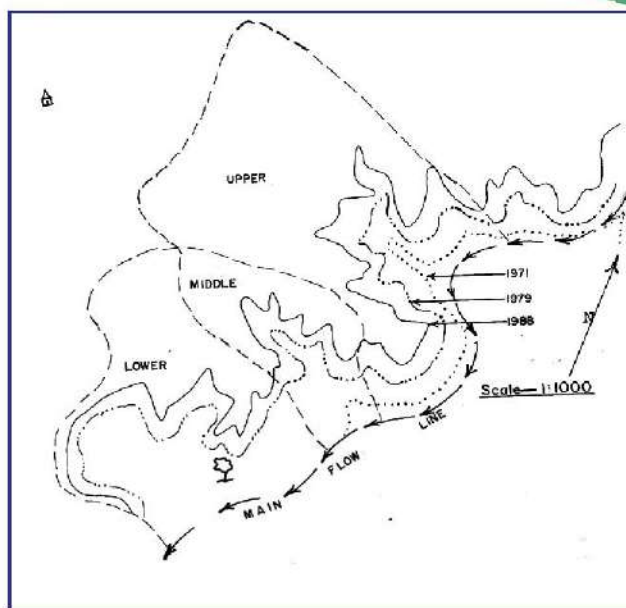 UPPER
1971
MIDDLE
1979
1988
N
LOWER
Scale— 1:1000
MAIN FLOW LINE